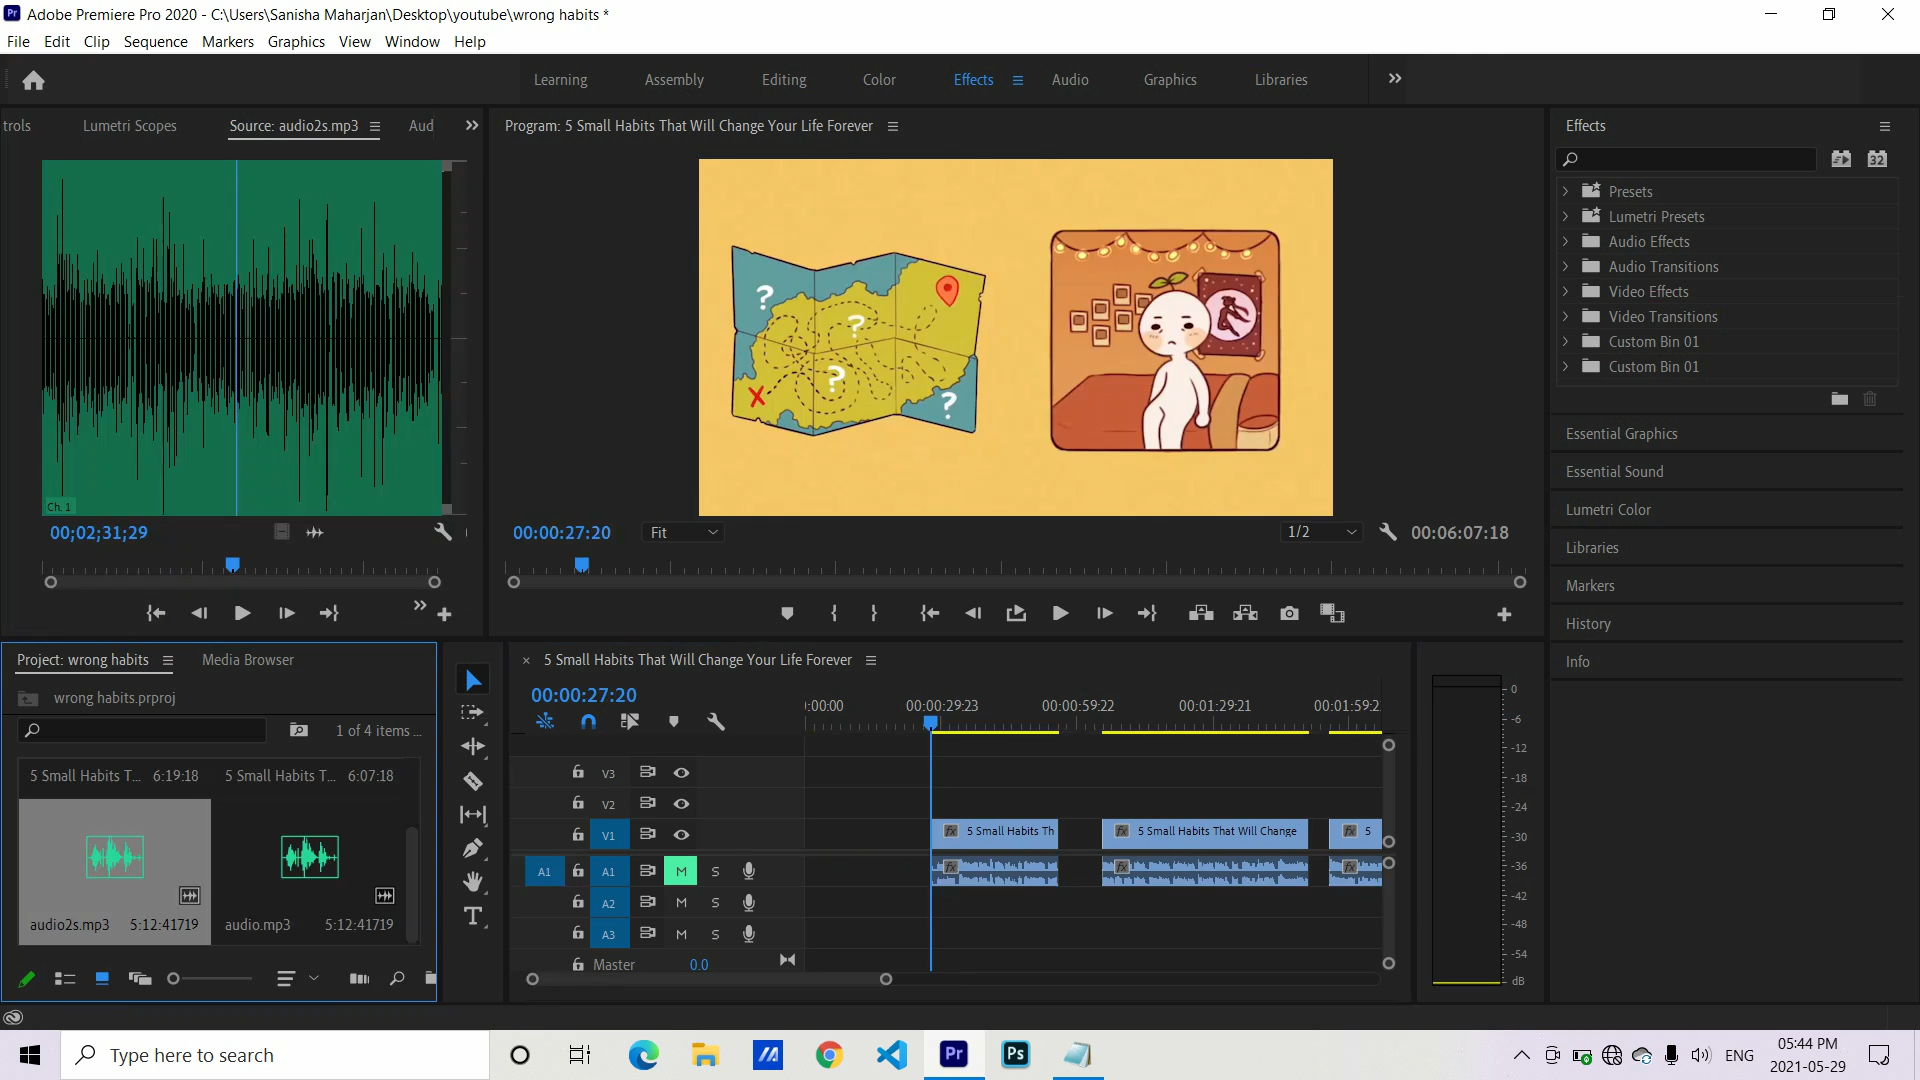 Pr Adobe Premiere Pro 2020 - C:\Users\Sanisha Maharjan\Desktop\youtube\wrong habits *
File Edit Clip Sequence Markers Graphics View Window Help
Learning Assembly Editing Color Effects Audio Graphics Libraries
trols Lumetri Scopes Source: audio2s.mp3 Aud
Program: 5 Small Habits That Will Change Your Life Forever
Effects
32
Presets
Lumetri Presets
Audio Effects
Audio Transitions
Video Effects
Video Transitions
Custom Bin 01
Custom Bin 01
Essential Graphics
Essential Sound
Lumetri Color
Libraries
Markers
History
Info
? ? ? ?
X
Ch. 1
00;02;31;29
00:00:27:20 Fit 1/2 00:06:07:18
Project: wrong habits Media Browser
wrong habits.prproj
1 of 4 items ...
5 Small Habits T... 6:19:18 5 Small Habits T... 6:07:18
audio2s.mp3 5:12:41719 audio.mp3 5:12:41719
× 5 Small Habits That Will Change Your Life Forever
00:00:27:20
:00:00 00:00:29:23 00:00:59:22 00:01:29:21 00:01:59:2
V3
V2
V1 fx 5 Small Habits Th fx 5 Small Habits That Will Change fx 5
A1 A1 M S fx fx fx
A2 M S
A3 M S
Master 0.0
0
-6
-12
-18
-24
-30
-36
-42
-48
-54
dB
Type here to search
Pr Ps
ENG 05:44 PM
2021-05-29